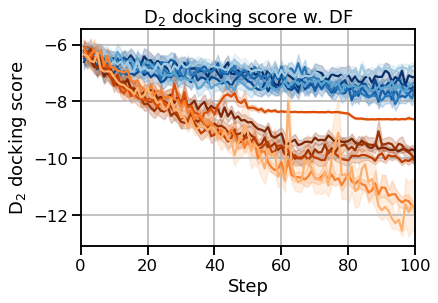 D₂ docking score w. DF
D₂ docking score
−6
−8
−10
−12
0 20 40 60 80 100
Step